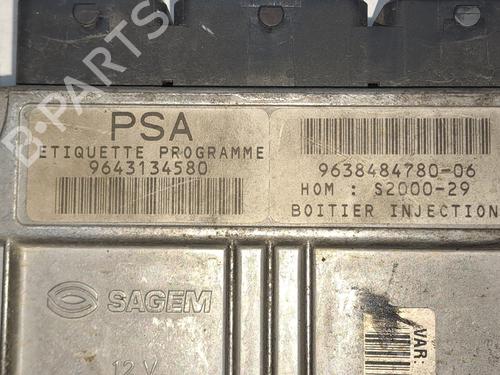 PSA
ETIQUETTE PROGRAMME
9643134580
9638484780-06
HOM : S2000-29
BOITIER INJECTION
SAGEM
12 V
VAR:
B-PARTS